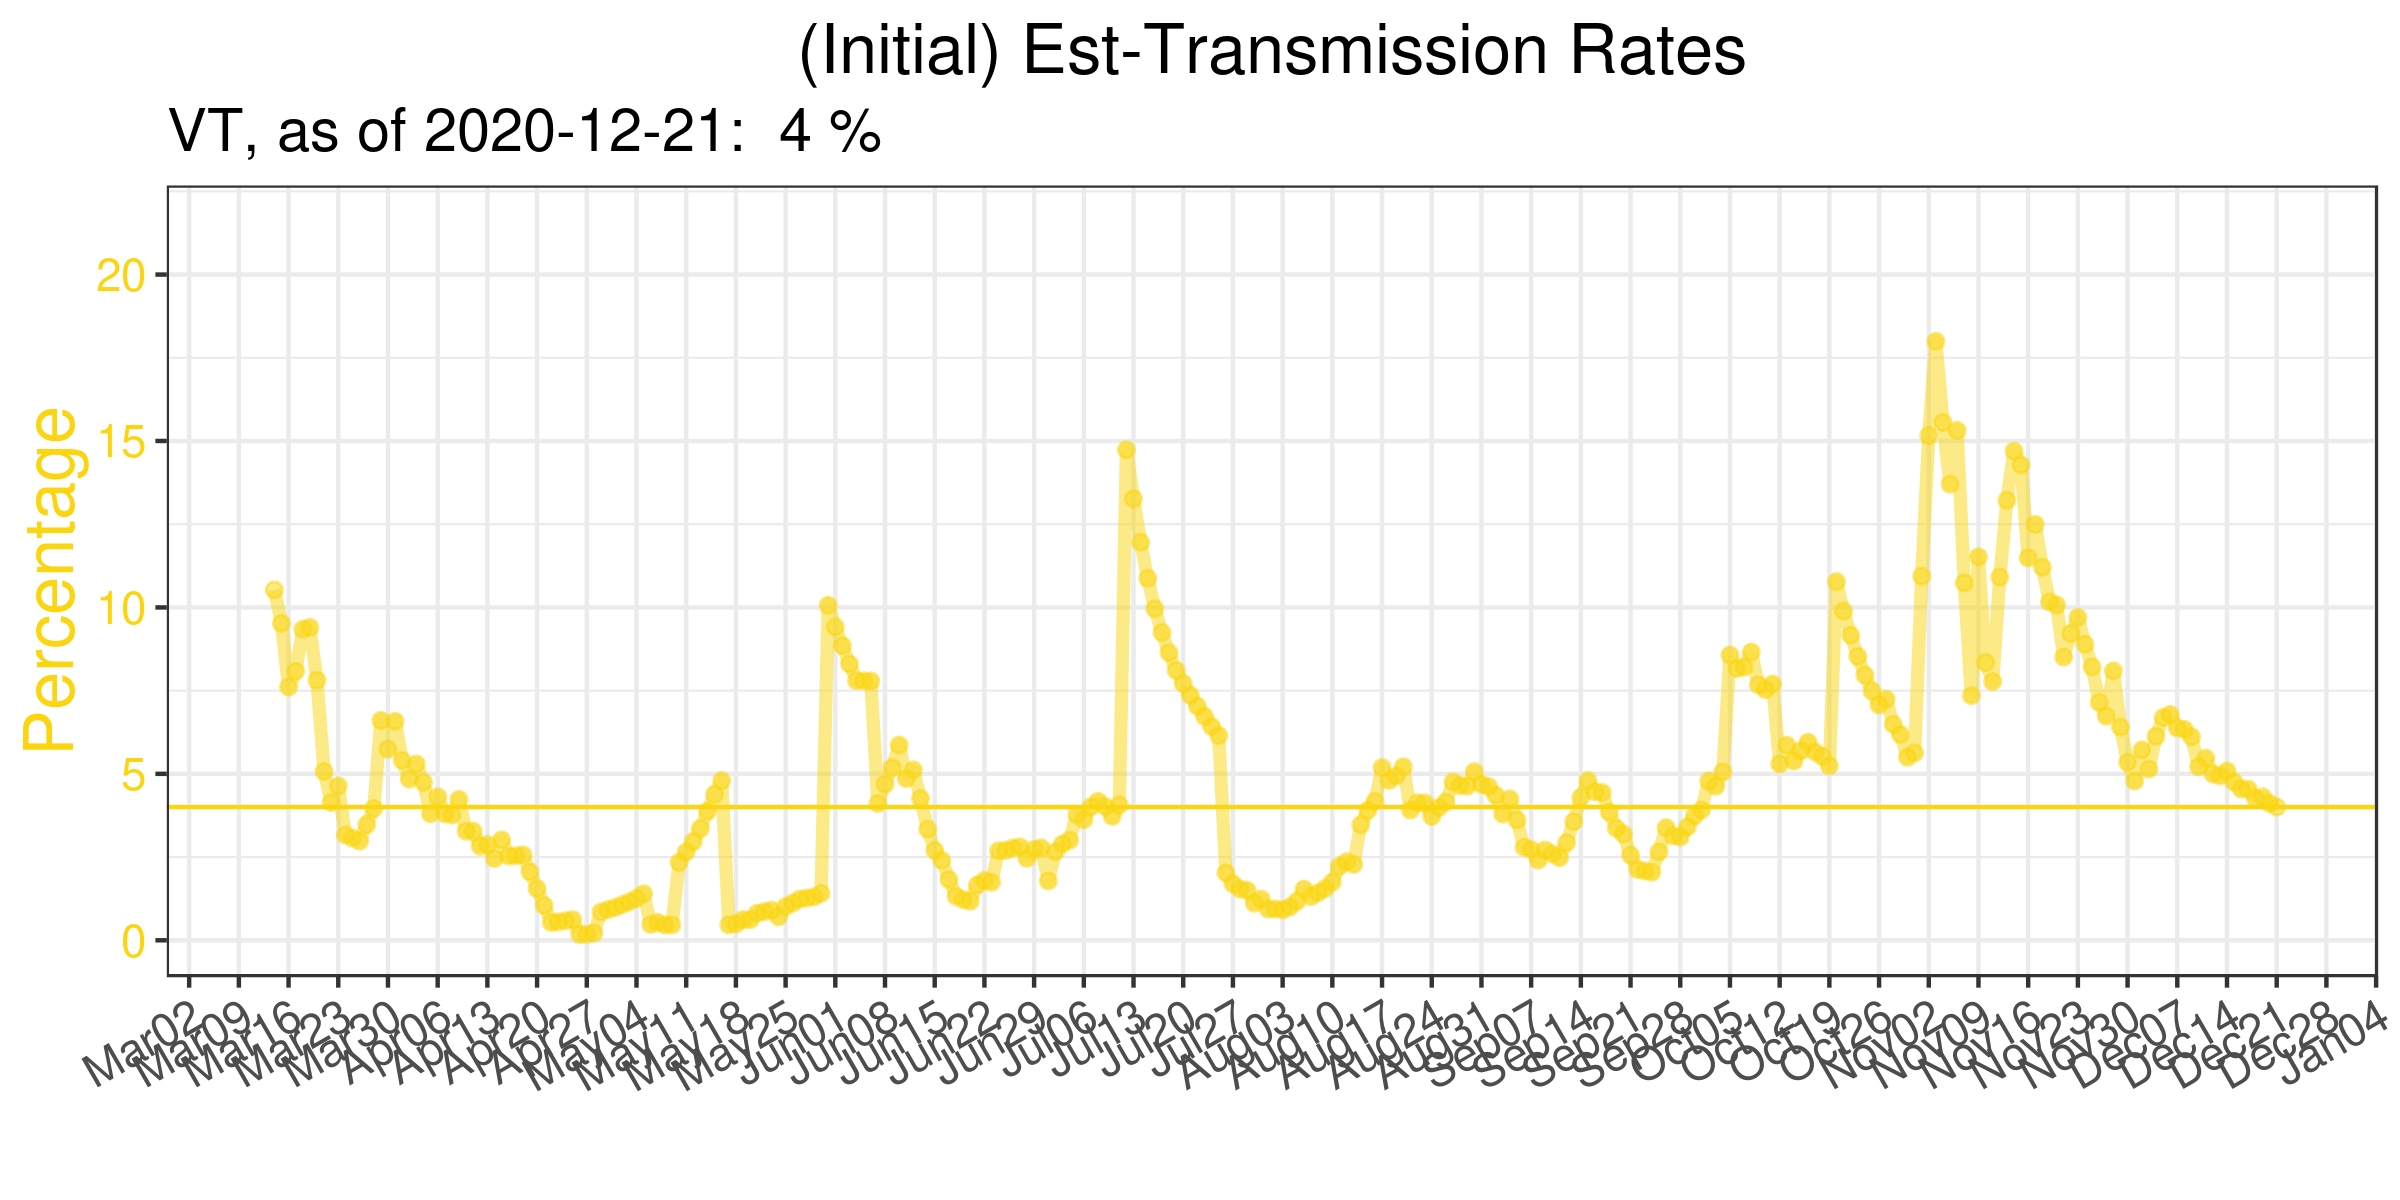 (Initial) Est-Transmission Rates
VT, as of 2020-12-21:  4 %
Percentage
20
15
10
5
0
Mar02
Mar09
Mar16
Mar23
Mar30
Apr06
Apr13
Apr20
Apr27
May04
May11
May18
May25
Jun01
Jun08
Jun15
Jun22
Jun29
Jul06
Jul13
Jul20
Jul27
Aug03
Aug10
Aug17
Aug24
Aug31
Sep07
Sep14
Sep21
Sep28
Oct05
Oct12
Oct19
Oct26
Nov02
Nov09
Nov16
Nov23
Nov30
Dec07
Dec14
Dec21
Dec28
Jan04